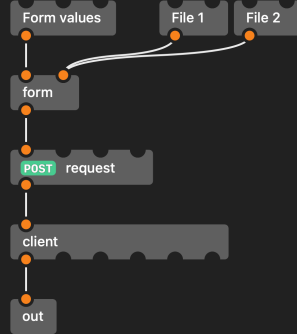 Form values
File 1
File 2
form
POST request
client
out